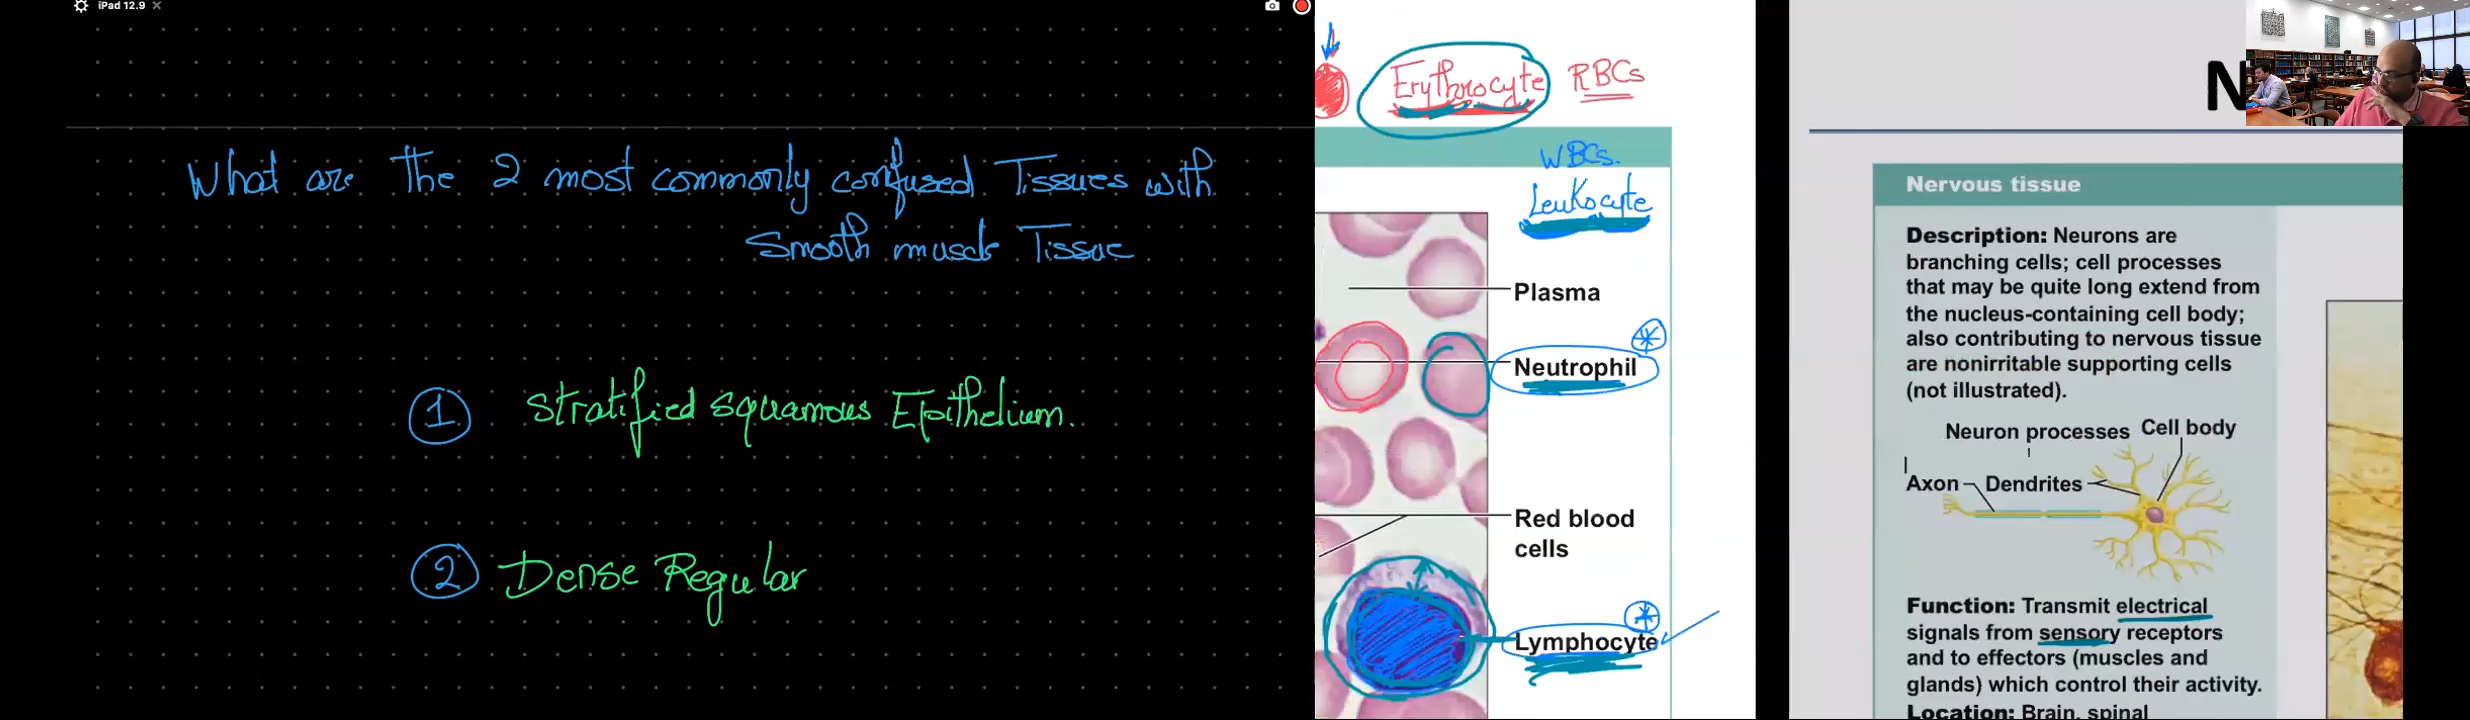 iPad 12.9
What are the 2 most commonly confused Tissues with
Smooth muscle Tissue
1 Stratified Squamous Epithelium.
2 Dense Regular
Erythrocyte RBCs
WBCs.
Leukocyte
Plasma
Neutrophil
Red blood
cells
Lymphocyte
N
Nervous tissue
Description: Neurons are
branching cells; cell processes
that may be quite long extend from
the nucleus-containing cell body;
also contributing to nervous tissue
are nonirritable supporting cells
(not illustrated).
Neuron processes Cell body
Axon Dendrites
Function: Transmit electrical
signals from sensory receptors
and to effectors (muscles and
glands) which control their activity.
Location: Brain, spinal